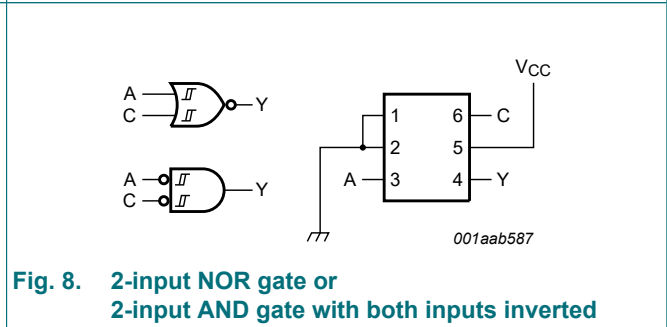 VCC
A
C
Y
A
C
Y
1
2
A 3
6 C
5
4 Y
001aab587
Fig. 8. 2-input NOR gate or
2-input AND gate with both inputs inverted